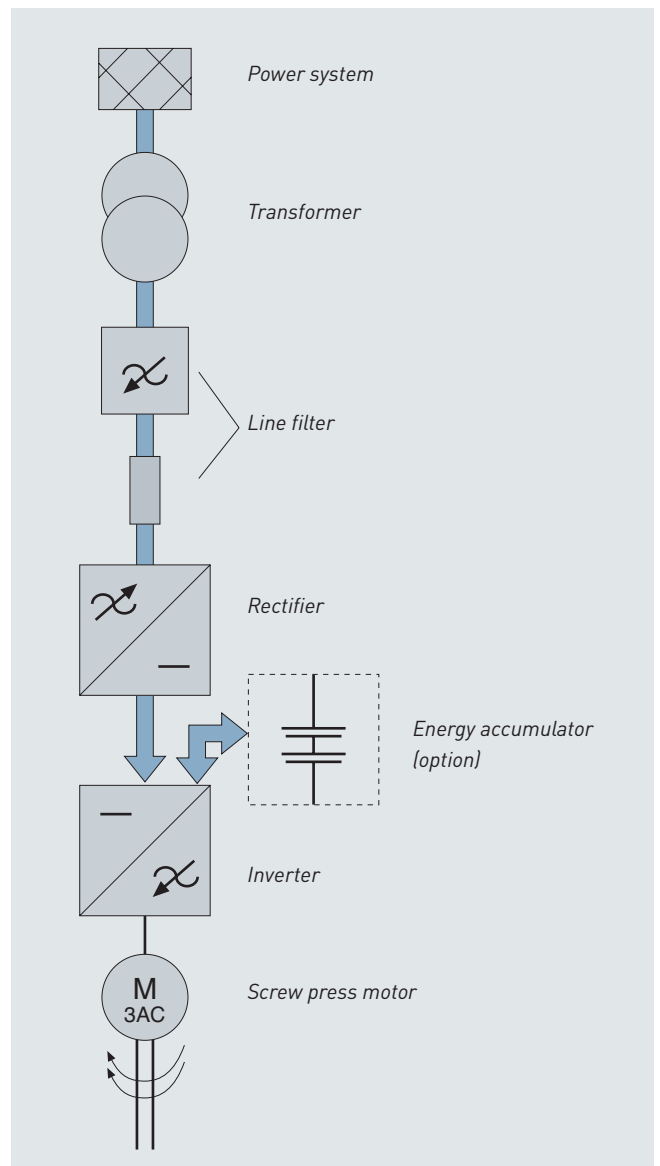 Power system
Transformer
Line filter
Rectifier
Energy accumulator
(option)
Inverter
M
3AC
Screw press motor